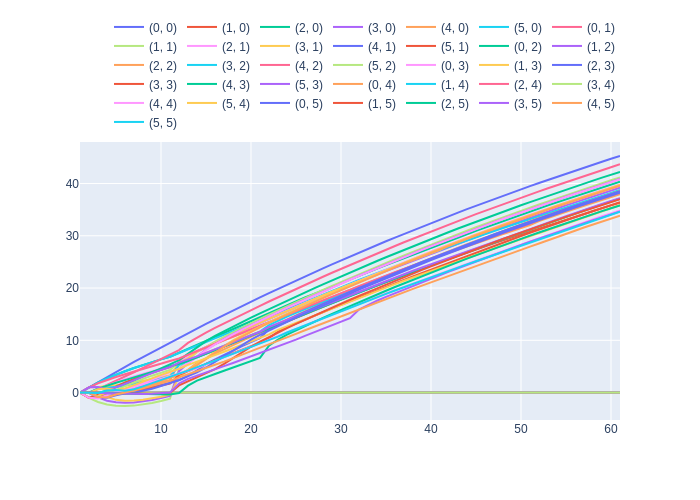 (0, 0) (1, 0) (2, 0) (3, 0) (4, 0) (5, 0) (0, 1)
(1, 1) (2, 1) (3, 1) (4, 1) (5, 1) (0, 2) (1, 2)
(2, 2) (3, 2) (4, 2) (5, 2) (0, 3) (1, 3) (2, 3)
(3, 3) (4, 3) (5, 3) (0, 4) (1, 4) (2, 4) (3, 4)
(4, 4) (5, 4) (0, 5) (1, 5) (2, 5) (3, 5) (4, 5)
(5, 5)
40
30
20
10
0
10 20 30 40 50 60